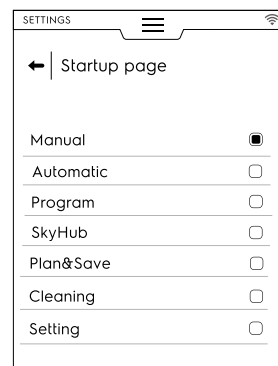 SETTINGS
Startup page
Manual
Automatic
Program
SkyHub
Plan&Save
Cleaning
Setting